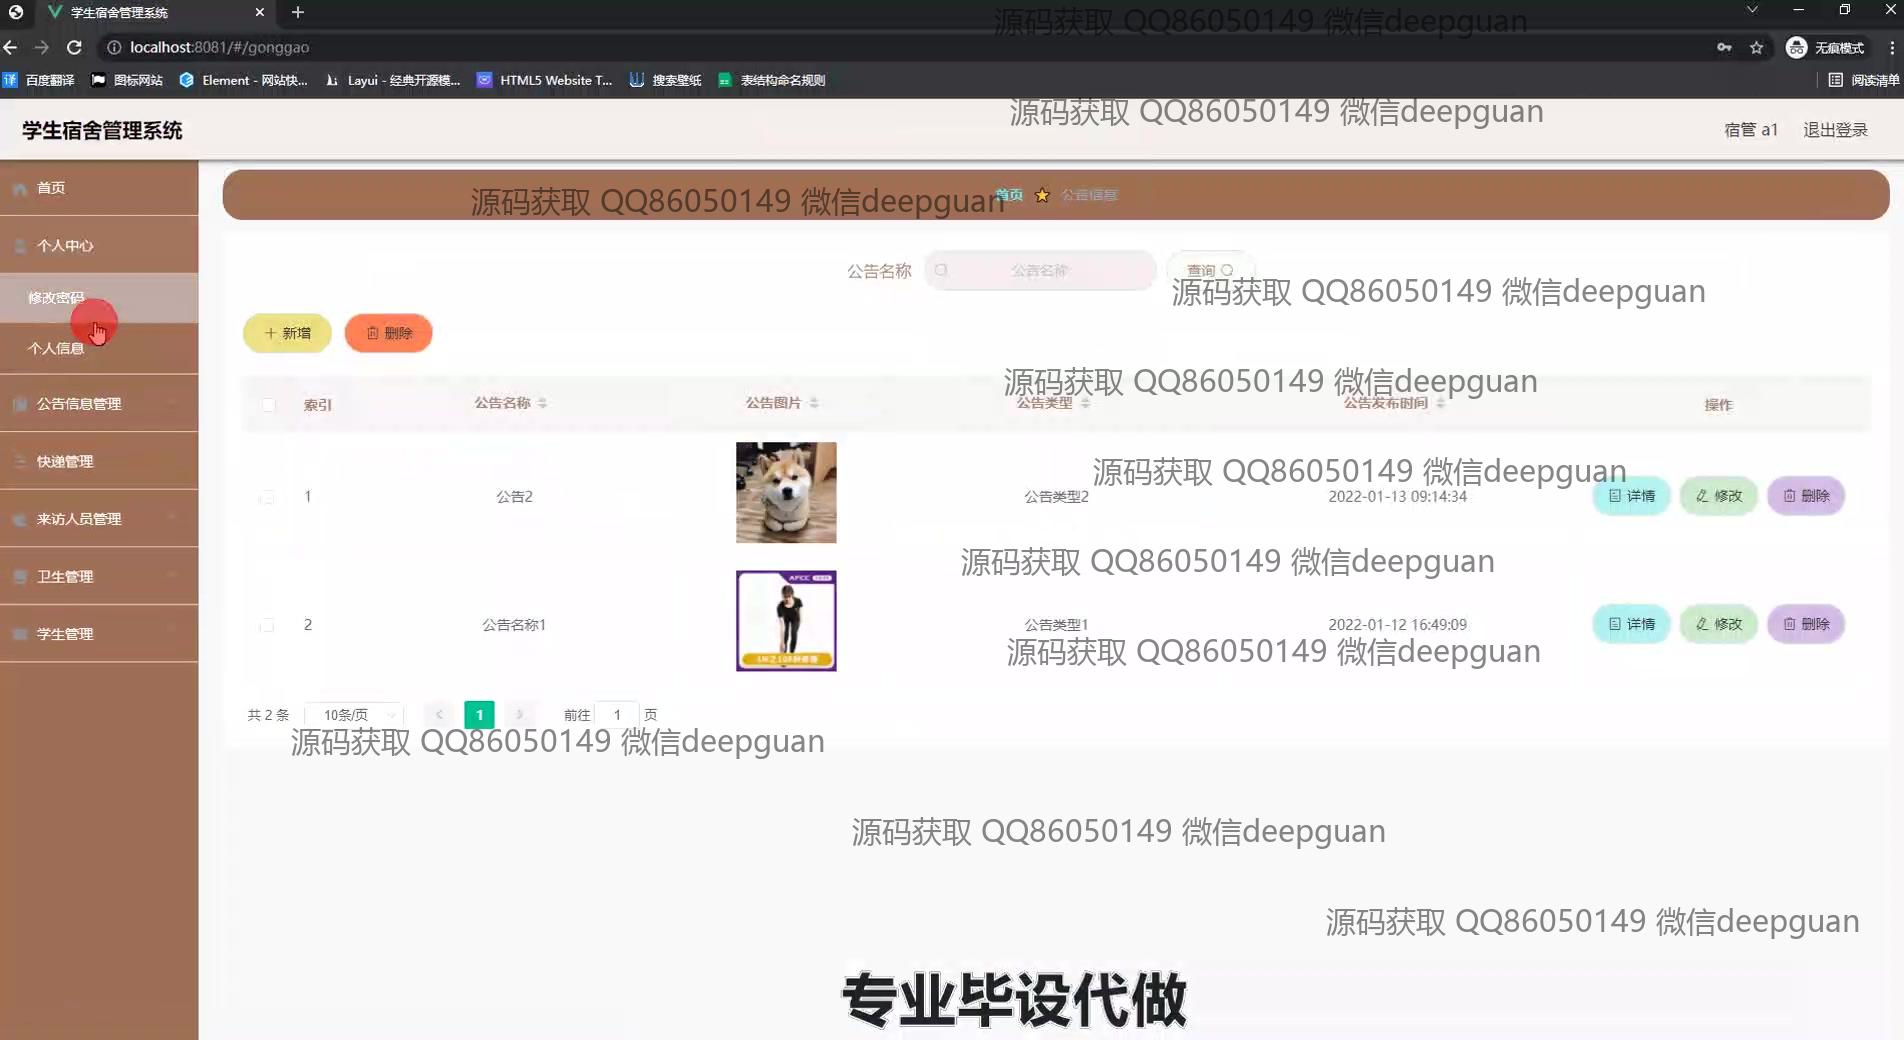 学生宿舍管理系统
源码获取 QQ86050149 微信deepguan
localhost:8081/#/gonggao
无痕模式
百度翻译 图标网站 Element - 网站快... Layui - 经典开源模... HTML5 Website T... 搜索壁纸 表结构命名规则 阅读清单
源码获取 QQ86050149 微信deepguan
学生宿舍管理系统
宿管 a1 退出登录
首页
源码获取 QQ86050149 微信deepguan
首页 公告信息
个人中心
修改密码
个人信息
公告信息管理
快递管理
来访人员管理
卫生管理
学生管理
公告名称 公告名称 查询
源码获取 QQ86050149 微信deepguan
新增 删除
源码获取 QQ86050149 微信deepguan
索引 公告名称 公告图片 公告类型 公告发布时间 操作
源码获取 QQ86050149 微信deepguan
1 公告2 公告类型2 2022-01-13 09:14:34 详情 修改 删除
源码获取 QQ86050149 微信deepguan
2 公告名称1 公告类型1 2022-01-12 16:49:09 详情 修改 删除
源码获取 QQ86050149 微信deepguan
共 2 条 10条/页 1 前往 1 页
源码获取 QQ86050149 微信deepguan
源码获取 QQ86050149 微信deepguan
源码获取 QQ86050149 微信deepguan
专业毕设代做